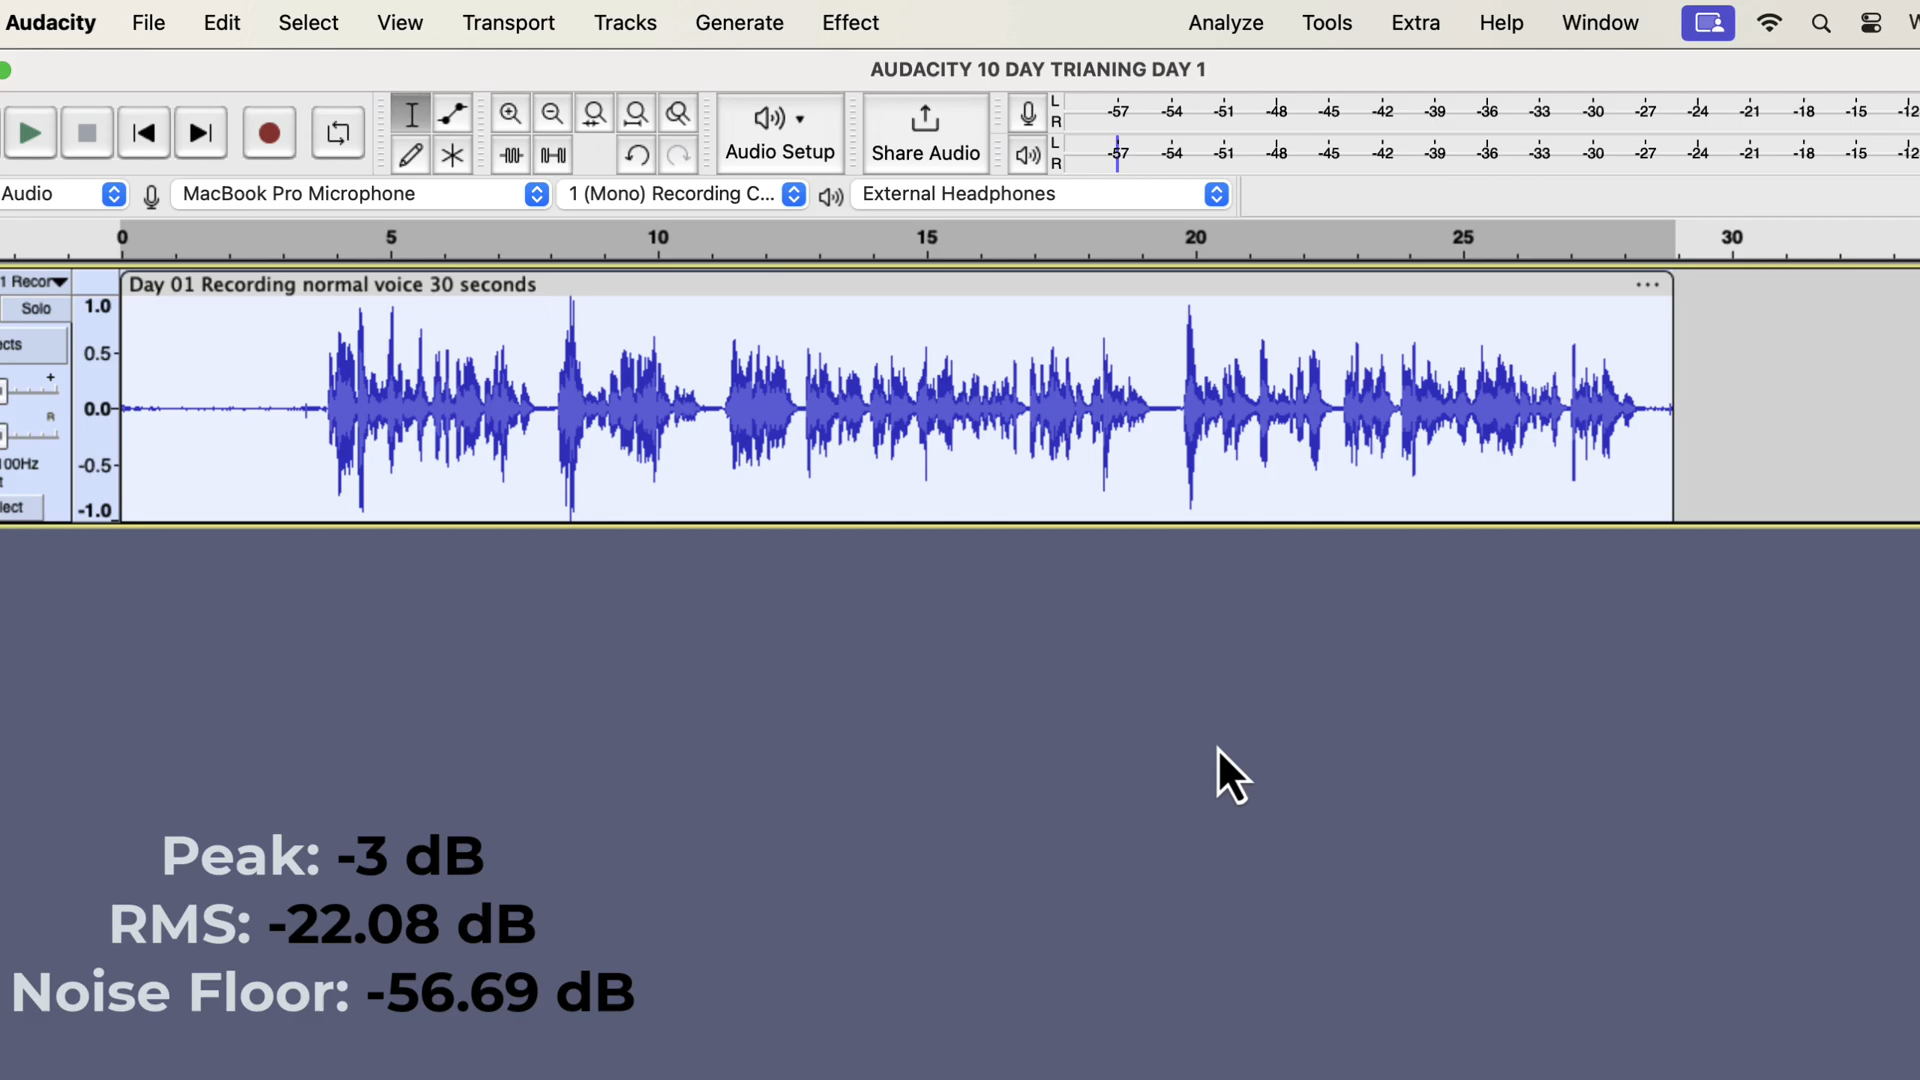 Audacity File Edit Select View Transport Tracks Generate Effect Analyze Tools Extra Help Window
AUDACITY 10 DAY TRIANING DAY 1
Audio Setup
Share Audio
L
R
-57 -54 -51 -48 -45 -42 -39 -36 -33 -30 -27 -24 -21 -18 -15 -12
L
R
-57 -54 -51 -48 -45 -42 -39 -36 -33 -30 -27 -24 -21 -18 -15 -12
Audio MacBook Pro Microphone 1 (Mono) Recording C... External Headphones
0 5 10 15 20 25 30
1 Recor
Day 01 Recording normal voice 30 seconds
Solo
ects
+
R
00Hz
lect
1.0
0.5
0.0
-0.5
-1.0
Peak: -3 dB
RMS: -22.08 dB
Noise Floor: -56.69 dB